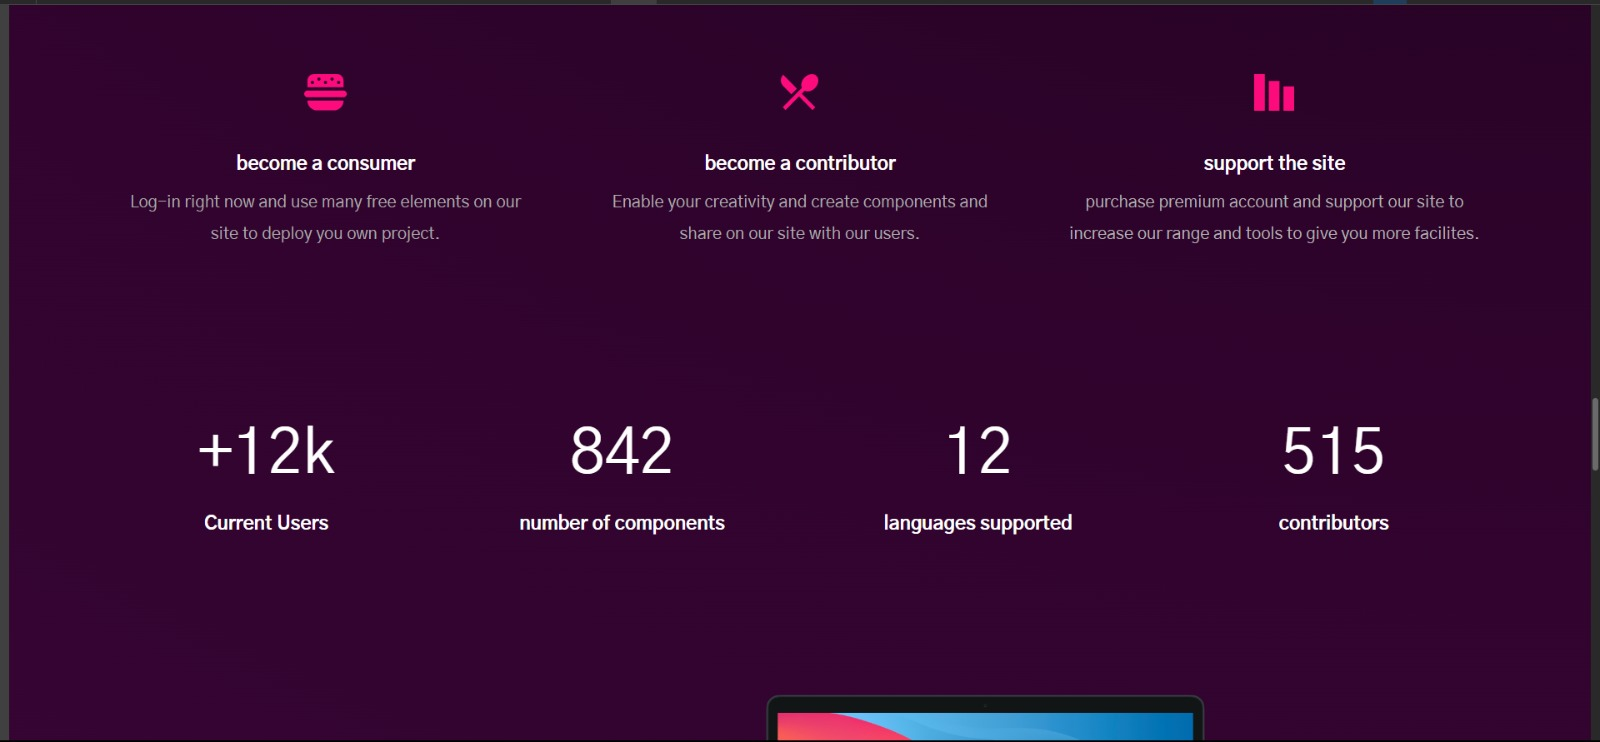 become a consumer
Log-in right now and use many free elements on our
site to deploy you own project.
become a contributor
Enable your creativity and create components and
share on our site with our users.
support the site
purchase premium account and support our site to
increase our range and tools to give you more facilites.
+12k
Current Users
842
number of components
12
languages supported
515
contributors